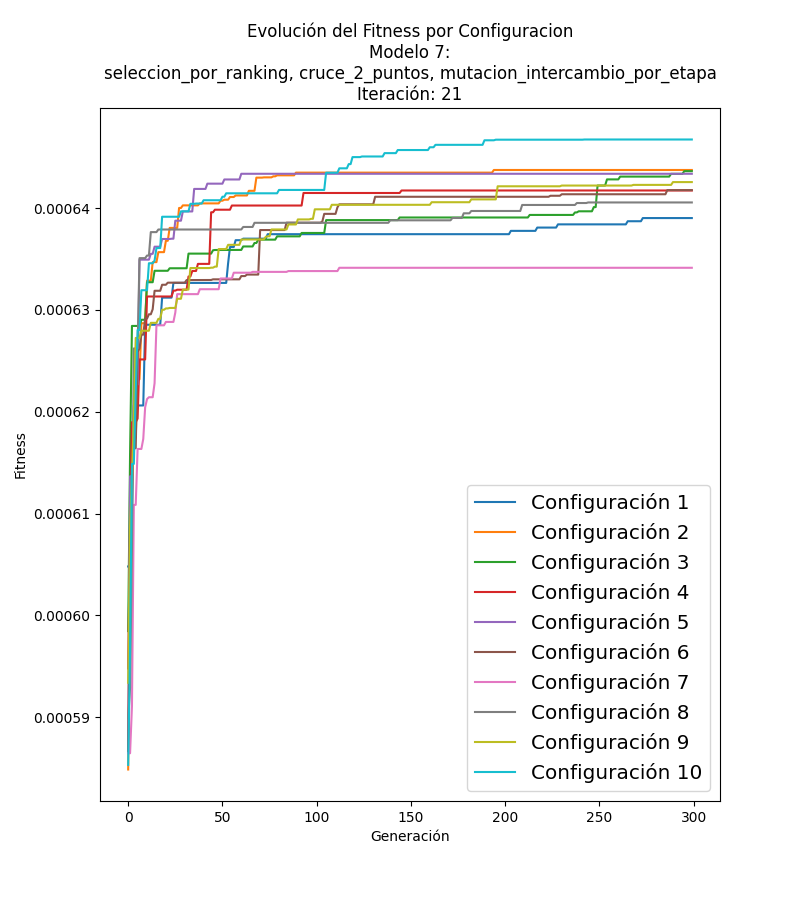 Evolución del Fitness por Configuracion
Modelo 7:
seleccion_por_ranking, cruce_2_puntos, mutacion_intercambio_por_etapa
Iteración: 21
0.00064
0.00063
0.00062
0.00061
0.00060
0.00059
Fitness
Configuración 1
Configuración 2
Configuración 3
Configuración 4
Configuración 5
Configuración 6
Configuración 7
Configuración 8
Configuración 9
Configuración 10
0 50 100 150 200 250 300
Generación